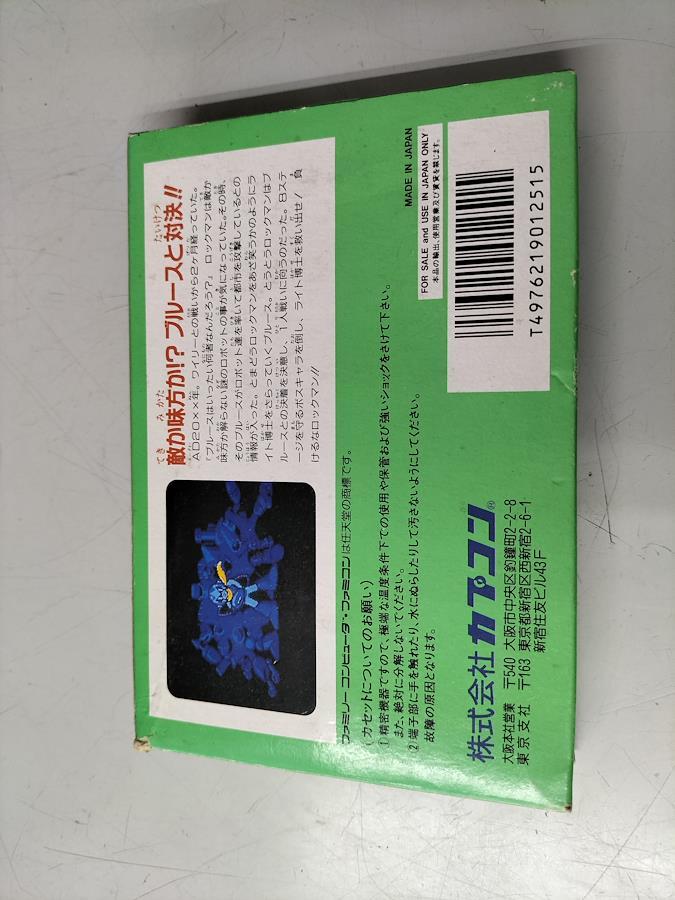 敵か味方か!? ブルースと対決!!
AD20××年。ワイリーとの戦いから2ヶ月経っていた。
「ブルースはいったい何者なんだろう?」ロックマンは敵か
味方か解らない謎のロボットの事が気になっていた。その時、
そのブルースがロボット達を率いて都市を攻撃しているとの
情報が入った。とまどうロックマンをあざ笑うかのようにラ
イト博士をさらっていくブルース。とうとうロックマンはブ
ルースとの決着を決意し、1人戦いに向うのだった。8ステ
ージを守るボスキャラを倒し、ライト博士を救い出せ!負
けるなロックマン!!
ファミリーコンピュータ・ファミコンは任天堂の商標です。
(カセットについてのお願い)
1)精密機器ですので、極端な温度条件下での使用や保管および強いショックをさけて下さい。
また、絶対に分解しないでください。
2)端子部に手を触れたり、水にぬらしたりして汚さないようにしてください。
故障の原因となります。
MADE IN JAPAN
FOR SALE and USE IN JAPAN ONLY
本品の輸出、使用営業及び賃貸を禁じます。
T4976219012515
株式会社カプコン®
大阪本社営業 〒540 大阪市中央区釣鐘町2-2-8
東京支社 〒163 東京都新宿区西新宿2-6-1
新宿住友ビル43F